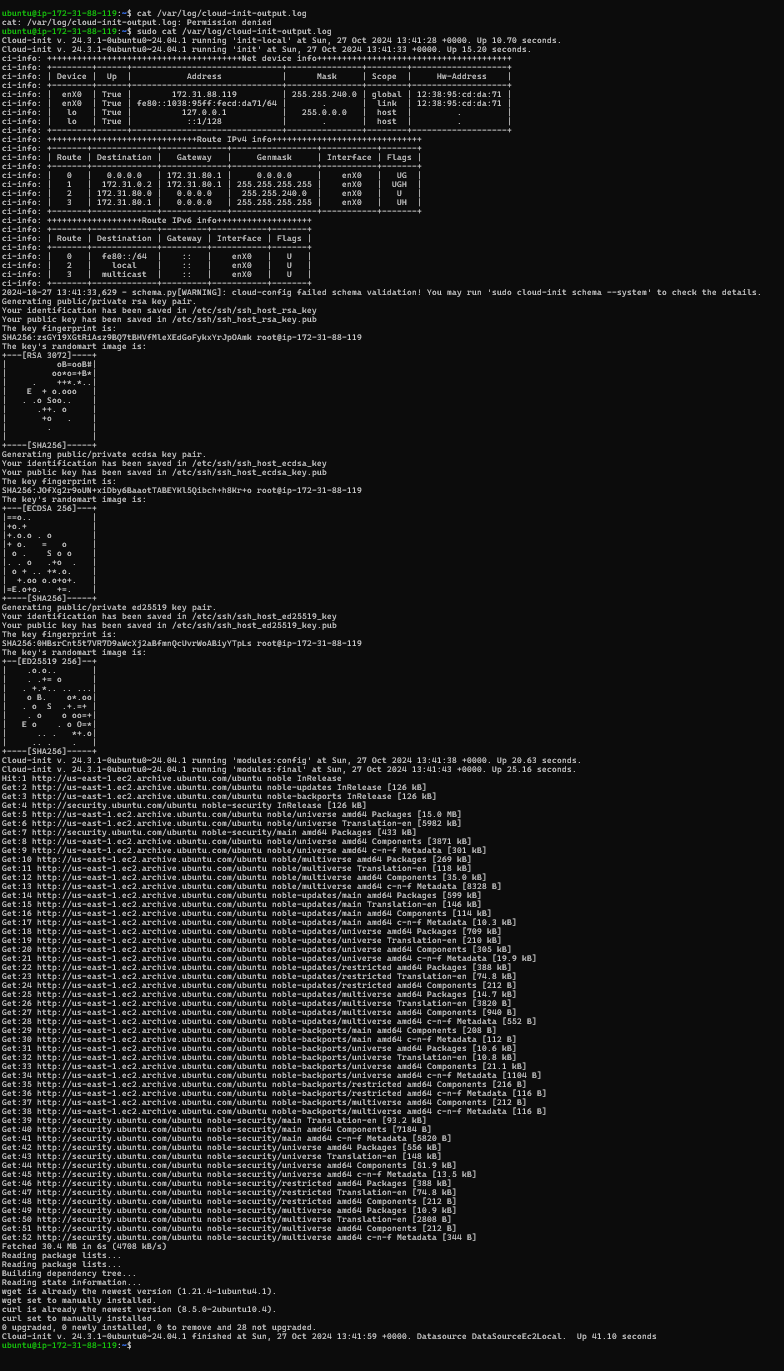 ubuntu@ip-172-31-88-119:~$ cat /var/log/cloud-init-output.log
cat: /var/log/cloud-init-output.log: Permission denied
ubuntu@ip-172-31-88-119:~$ sudo cat /var/log/cloud-init-output.log
Cloud-init v. 24.3.1-0ubuntu0~24.04.1 running 'init-local' at Sun, 27 Oct 2024 13:41:28 +0000. Up 10.70 seconds.
Cloud-init v. 24.3.1-0ubuntu0~24.04.1 running 'init' at Sun, 27 Oct 2024 13:41:33 +0000. Up 15.20 seconds.
ci-info: +++++++++++++++++++++++++++++++++++++++Net device info+++++++++++++++++++++++++++++++++++++++
ci-info: +--------+------+------------------------------+---------------+--------+-------------------+
ci-info: | Device |  Up  |           Address            |      Mask     | Scope  |     Hw-Address    |
ci-info: +--------+------+------------------------------+---------------+--------+-------------------+
ci-info: |  enX0  | True |        172.31.88.119         | 255.255.240.0 | global | 12:38:95:cd:da:71 |
ci-info: |  enX0  | True | fe80::1038:95ff:fecd:da71/64 |       .       |  link  | 12:38:95:cd:da:71 |
ci-info: |   lo   | True |          127.0.0.1           |   255.0.0.0   |  host  |         .         |
ci-info: |   lo   | True |           ::1/128            |       .       |  host  |         .         |
ci-info: +--------+------+------------------------------+---------------+--------+-------------------+
ci-info: ++++++++++++++++++++++++++++++Route IPv4 info++++++++++++++++++++++++++++++
ci-info: +-------+-------------+-------------+-----------------+-----------+-------+
ci-info: | Route | Destination |   Gateway   |     Genmask     | Interface | Flags |
ci-info: +-------+-------------+-------------+-----------------+-----------+-------+
ci-info: |   0   |   0.0.0.0   | 172.31.80.1 |     0.0.0.0     |    enX0   |   UG  |
ci-info: |   1   |  172.31.0.2 | 172.31.80.1 | 255.255.255.255 |    enX0   |  UGH  |
ci-info: |   2   | 172.31.80.0 |   0.0.0.0   |  255.255.240.0  |    enX0   |   U   |
ci-info: |   3   | 172.31.80.1 |   0.0.0.0   | 255.255.255.255 |    enX0   |   UH  |
ci-info: +-------+-------------+-------------+-----------------+-----------+-------+
ci-info: +++++++++++++++++++Route IPv6 info+++++++++++++++++++
ci-info: +-------+-------------+---------+-----------+-------+
ci-info: | Route | Destination | Gateway | Interface | Flags |
ci-info: +-------+-------------+---------+-----------+-------+
ci-info: |   0   |  fe80::/64  |    ::   |    enX0   |   U   |
ci-info: |   2   |    local    |    ::   |    enX0   |   U   |
ci-info: |   3   |  multicast  |    ::   |    enX0   |   U   |
ci-info: +-------+-------------+---------+-----------+-------+
2024-10-27 13:41:33,629 - schema.py[WARNING]: cloud-config failed schema validation! You may run 'sudo cloud-init schema --system' to check the details.
Generating public/private rsa key pair.
Your identification has been saved in /etc/ssh/ssh_host_rsa_key
Your public key has been saved in /etc/ssh/ssh_host_rsa_key.pub
The key fingerprint is:
SHA256:zsGY19XGtRiAsz9BQ7tBHVfMleXEdGoFykxYrJpOAmk root@ip-172-31-88-119
The key's randomart image is:
+---[RSA 3072]----+
|          oB=ooB#|
|         oo*o=+B*|
|     .    ++*.*..|
|    E  + o.ooo   |
|   . .o Soo..    |
|      .++. o     |
|       +o   .    |
|        .        |
|                 |
+----[SHA256]-----+
Generating public/private ecdsa key pair.
Your identification has been saved in /etc/ssh/ssh_host_ecdsa_key
Your public key has been saved in /etc/ssh/ssh_host_ecdsa_key.pub
The key fingerprint is:
SHA256:JOfXg2r9oUN+xiDby6BaaotTABEYKl5Qibch+h8Kr+o root@ip-172-31-88-119
The key's randomart image is:
+---[ECDSA 256]---+
|==o..            |
|+o.+             |
|+.o.o . o        |
|+ o.   =   o     |
| o .    S o o    |
|. . o   .+o  .   |
| o + .. +*.o.    |
|  +.oo o.o+o+.   |
|=E.o+o.   +=.    |
+----[SHA256]-----+
Generating public/private ed25519 key pair.
Your identification has been saved in /etc/ssh/ssh_host_ed25519_key
Your public key has been saved in /etc/ssh/ssh_host_ed25519_key.pub
The key fingerprint is:
SHA256:0HBsrCnt5t7VR7D9aWcXj2aBfmnQcUvrWoABiyYTpLs root@ip-172-31-88-119
The key's randomart image is:
+--[ED25519 256]--+
|    .o.o..       |
|    . .+= o      |
|   . +.*.. .. ...|
|    o B.    o*.oo|
|   . o  S  .+.=+ |
|    . o    o oo=+|
|   E o    . o O=*|
|      .. .   *+.o|
|     .. .    .   |
+----[SHA256]-----+
Cloud-init v. 24.3.1-0ubuntu0~24.04.1 running 'modules:config' at Sun, 27 Oct 2024 13:41:38 +0000. Up 20.63 seconds.
Cloud-init v. 24.3.1-0ubuntu0~24.04.1 running 'modules:final' at Sun, 27 Oct 2024 13:41:43 +0000. Up 25.16 seconds.
Hit:1 http://us-east-1.ec2.archive.ubuntu.com/ubuntu noble InRelease
Get:2 http://us-east-1.ec2.archive.ubuntu.com/ubuntu noble-updates InRelease [126 kB]
Get:3 http://us-east-1.ec2.archive.ubuntu.com/ubuntu noble-backports InRelease [126 kB]
Get:4 http://security.ubuntu.com/ubuntu noble-security InRelease [126 kB]
Get:5 http://us-east-1.ec2.archive.ubuntu.com/ubuntu noble/universe amd64 Packages [15.0 MB]
Get:6 http://us-east-1.ec2.archive.ubuntu.com/ubuntu noble/universe Translation-en [5982 kB]
Get:7 http://security.ubuntu.com/ubuntu noble-security/main amd64 Packages [433 kB]
Get:8 http://us-east-1.ec2.archive.ubuntu.com/ubuntu noble/universe amd64 Components [3871 kB]
Get:9 http://us-east-1.ec2.archive.ubuntu.com/ubuntu noble/universe amd64 c-n-f Metadata [301 kB]
Get:10 http://us-east-1.ec2.archive.ubuntu.com/ubuntu noble/multiverse amd64 Packages [269 kB]
Get:11 http://us-east-1.ec2.archive.ubuntu.com/ubuntu noble/multiverse Translation-en [118 kB]
Get:12 http://us-east-1.ec2.archive.ubuntu.com/ubuntu noble/multiverse amd64 Components [35.0 kB]
Get:13 http://us-east-1.ec2.archive.ubuntu.com/ubuntu noble/multiverse amd64 c-n-f Metadata [8328 B]
Get:14 http://us-east-1.ec2.archive.ubuntu.com/ubuntu noble-updates/main amd64 Packages [599 kB]
Get:15 http://us-east-1.ec2.archive.ubuntu.com/ubuntu noble-updates/main Translation-en [146 kB]
Get:16 http://us-east-1.ec2.archive.ubuntu.com/ubuntu noble-updates/main amd64 Components [114 kB]
Get:17 http://us-east-1.ec2.archive.ubuntu.com/ubuntu noble-updates/main amd64 c-n-f Metadata [10.3 kB]
Get:18 http://us-east-1.ec2.archive.ubuntu.com/ubuntu noble-updates/universe amd64 Packages [709 kB]
Get:19 http://us-east-1.ec2.archive.ubuntu.com/ubuntu noble-updates/universe Translation-en [210 kB]
Get:20 http://us-east-1.ec2.archive.ubuntu.com/ubuntu noble-updates/universe amd64 Components [305 kB]
Get:21 http://us-east-1.ec2.archive.ubuntu.com/ubuntu noble-updates/universe amd64 c-n-f Metadata [19.9 kB]
Get:22 http://us-east-1.ec2.archive.ubuntu.com/ubuntu noble-updates/restricted amd64 Packages [388 kB]
Get:23 http://us-east-1.ec2.archive.ubuntu.com/ubuntu noble-updates/restricted Translation-en [74.8 kB]
Get:24 http://us-east-1.ec2.archive.ubuntu.com/ubuntu noble-updates/restricted amd64 Components [212 B]
Get:25 http://us-east-1.ec2.archive.ubuntu.com/ubuntu noble-updates/multiverse amd64 Packages [14.7 kB]
Get:26 http://us-east-1.ec2.archive.ubuntu.com/ubuntu noble-updates/multiverse Translation-en [3820 B]
Get:27 http://us-east-1.ec2.archive.ubuntu.com/ubuntu noble-updates/multiverse amd64 Components [940 B]
Get:28 http://us-east-1.ec2.archive.ubuntu.com/ubuntu noble-updates/multiverse amd64 c-n-f Metadata [552 B]
Get:29 http://us-east-1.ec2.archive.ubuntu.com/ubuntu noble-backports/main amd64 Components [208 B]
Get:30 http://us-east-1.ec2.archive.ubuntu.com/ubuntu noble-backports/main amd64 c-n-f Metadata [112 B]
Get:31 http://us-east-1.ec2.archive.ubuntu.com/ubuntu noble-backports/universe amd64 Packages [10.6 kB]
Get:32 http://us-east-1.ec2.archive.ubuntu.com/ubuntu noble-backports/universe Translation-en [10.8 kB]
Get:33 http://us-east-1.ec2.archive.ubuntu.com/ubuntu noble-backports/universe amd64 Components [21.1 kB]
Get:34 http://us-east-1.ec2.archive.ubuntu.com/ubuntu noble-backports/universe amd64 c-n-f Metadata [1104 B]
Get:35 http://us-east-1.ec2.archive.ubuntu.com/ubuntu noble-backports/restricted amd64 Components [216 B]
Get:36 http://us-east-1.ec2.archive.ubuntu.com/ubuntu noble-backports/restricted amd64 c-n-f Metadata [116 B]
Get:37 http://us-east-1.ec2.archive.ubuntu.com/ubuntu noble-backports/multiverse amd64 Components [212 B]
Get:38 http://us-east-1.ec2.archive.ubuntu.com/ubuntu noble-backports/multiverse amd64 c-n-f Metadata [116 B]
Get:39 http://security.ubuntu.com/ubuntu noble-security/main Translation-en [93.2 kB]
Get:40 http://security.ubuntu.com/ubuntu noble-security/main amd64 Components [7184 B]
Get:41 http://security.ubuntu.com/ubuntu noble-security/main amd64 c-n-f Metadata [5820 B]
Get:42 http://security.ubuntu.com/ubuntu noble-security/universe amd64 Packages [556 kB]
Get:43 http://security.ubuntu.com/ubuntu noble-security/universe Translation-en [148 kB]
Get:44 http://security.ubuntu.com/ubuntu noble-security/universe amd64 Components [51.9 kB]
Get:45 http://security.ubuntu.com/ubuntu noble-security/universe amd64 c-n-f Metadata [13.5 kB]
Get:46 http://security.ubuntu.com/ubuntu noble-security/restricted amd64 Packages [388 kB]
Get:47 http://security.ubuntu.com/ubuntu noble-security/restricted Translation-en [74.8 kB]
Get:48 http://security.ubuntu.com/ubuntu noble-security/restricted amd64 Components [212 B]
Get:49 http://security.ubuntu.com/ubuntu noble-security/multiverse amd64 Packages [10.9 kB]
Get:50 http://security.ubuntu.com/ubuntu noble-security/multiverse Translation-en [2808 B]
Get:51 http://security.ubuntu.com/ubuntu noble-security/multiverse amd64 Components [212 B]
Get:52 http://security.ubuntu.com/ubuntu noble-security/multiverse amd64 c-n-f Metadata [344 B]
Fetched 30.4 MB in 6s (4708 kB/s)
Reading package lists...
Reading package lists...
Building dependency tree...
Reading state information...
wget is already the newest version (1.21.4-1ubuntu4.1).
wget set to manually installed.
curl is already the newest version (8.5.0-2ubuntu10.4).
curl set to manually installed.
0 upgraded, 0 newly installed, 0 to remove and 28 not upgraded.
Cloud-init v. 24.3.1-0ubuntu0~24.04.1 finished at Sun, 27 Oct 2024 13:41:59 +0000. Datasource DataSourceEc2Local.  Up 41.10 seconds
ubuntu@ip-172-31-88-119:~$